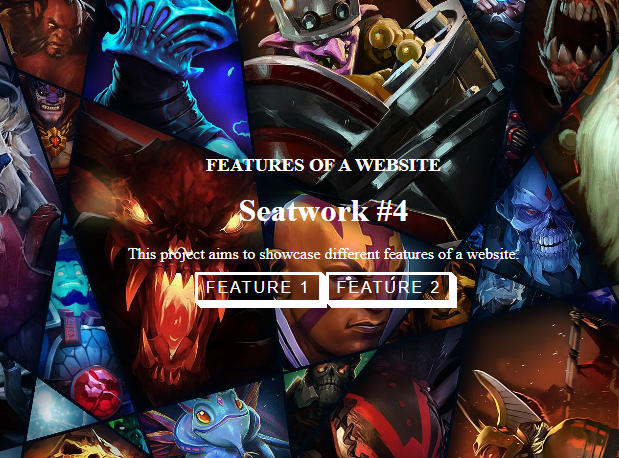 FEATURES OF A WEBSITE
Seatwork #4
This project aims to showcase different features of a website.
FEATURE 1 FEATURE 2